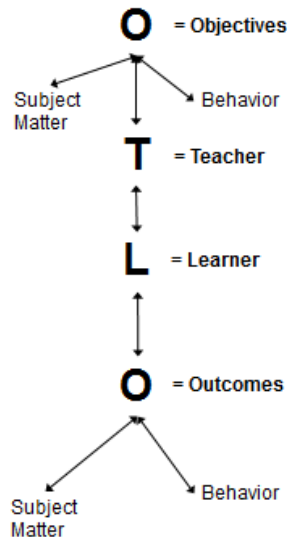 O = Objectives
Subject
Matter
Behavior
T = Teacher
L = Learner
O = Outcomes
Subject
Matter
Behavior